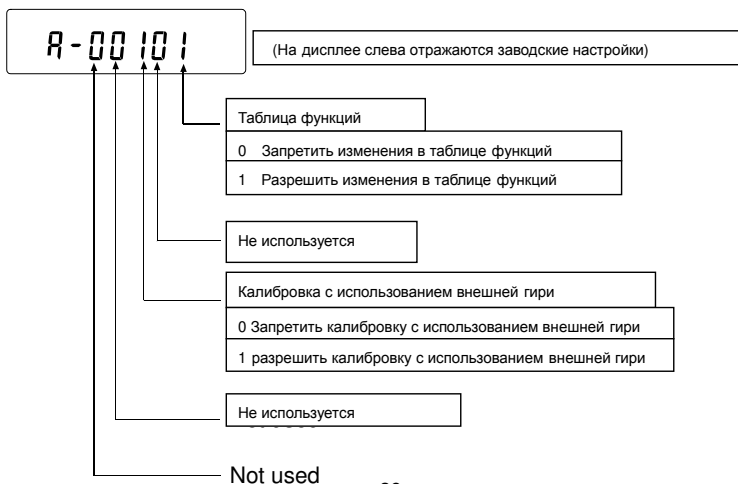 A-00101
(На дисплее слева отражаются заводские настройки)
Таблица функций
0 Запретить изменения в таблице функций
1 Разрешить изменения в таблице функций
Не используется
Калибровка с использованием внешней гири
0 Запретить калибровку с использованием внешней гири
1 разрешить калибровку с использованием внешней гири
Не используется
Not used